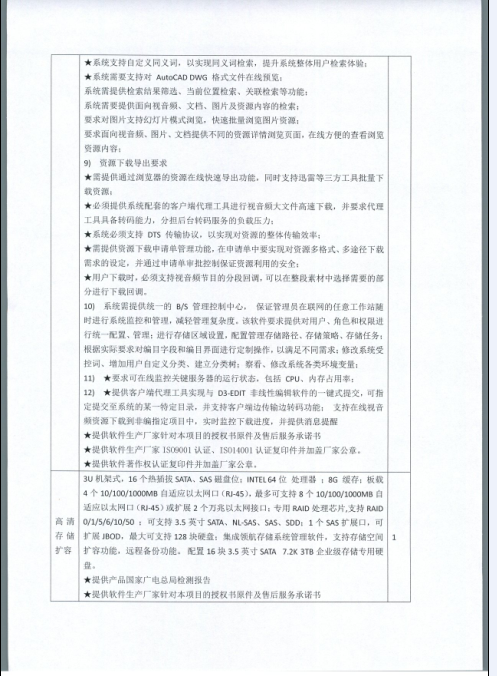 ★系统支持自定义同义词，以实现同义词检索，提升系统整体用户检索体验；
★系统需要支持对 AutoCAD DWG 格式文件在线预览；
系统需提供检索结果筛选、当前位置检索、关联检索等功能；
系统需要提供面向视音频、文档、图片及资源内容的检索；
要求对图片支持幻灯片模式浏览，快速批量浏览图片资源；
要求面向视音频、图片、文档提供不同的资源详情浏览页面，在线方便的查看浏览
资源内容；
9） 资源下载导出要求
★需提供通过浏览器的资源在线快速导出功能，同时支持迅雷等三方工具批量下
载资源；
★必须提供系统配套的客户端代理工具进行视音频大文件高速下载，并要求代理
工具具备转码能力，分担后台转码服务的负载压力；
★系统必须支持 DTS 传输协议，以实现对资源的整体传输效率；
★需提供资源下载申请单管理功能，在申请单中要实现对资源多格式、多途径下载
需求的设定，并通过申请单审批控制保证资源利用的安全；
★用户下载时，必须支持视音频节目的分段回调，可以在整段素材中选择需要的部
分进行下载回调。
10） 系统需提供统一的 B/S 管理控制中心， 保证管理员在联网的任意工作站随
时进行系统监控和管理，减轻管理复杂度、该软件要求提供对用户、角色和权限进
行统一配置、管理；进行存储区域设置，配置管理存储路径、存储策略、存储任务；
根据实际要求对编目字段和编目界面进行定制操作，以满足不同需求；修改系统受
控词、增加用户自定义分类、建立分类树；察看、修改系统各类环境变量；
11） ★要求可在线监控关键服务器的运行状态，包括 CPU、内存占用率；
12） ★提供客户端代理工具实现与 D3-EDIT 非线性编辑软件的一键式提交，可指
定提交至系统的某一特定目录，并支持客户端边传输边转码功能； 支持在线视音
频资源下载到非编指定项目中，实时监控下载进度，并提供消息提醒
★提供软件生产厂家针对本项目的授权书原件及售后服务承诺书
★提供软件生产厂家 ISO9001 认证、ISO14001 认证复印件并加盖厂家公章。
★提供软件著作权认证复印件并加盖厂家公章。
高 清
存 储
扩容
3U 机架式，16 个热插拔 SATA、SAS 磁盘位；INTEL 64 位 处理器 ；8G 缓存；板载
4 个 10/100/1000MB 自适应以太网口（RJ-45），最多可支持 8 个 10/100/1000MB 自
适应以太网口（RJ-45）或扩展 2 个万兆以太网接口；专用 RAID 处理芯片,支持 RAID
0/1/5/6/10/50 ；可支持 3.5 英寸 SATA、NL-SAS、SAS、SDD；1 个 SAS 扩展口，可
扩展 JBOD，最大可支持 128 块硬盘；集成领航存储系统管理软件，支持存储空间
扩容功能，远程备份功能。 配置 16 块 3.5 英寸 SATA 7.2K 3TB 企业级存储专用硬
盘。
★提供产品国家广电总局检测报告
★提供软件生产厂家针对本项目的授权书原件及售后服务承诺书
1